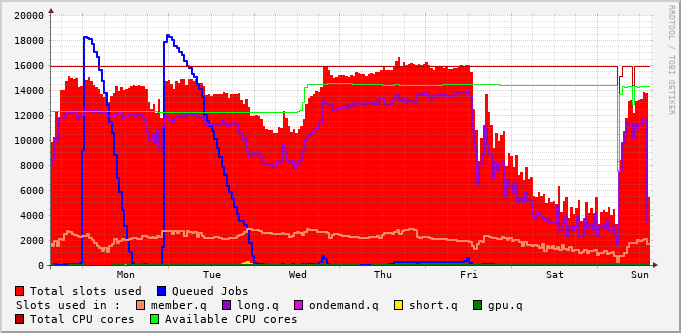 20000
18000
16000
14000
12000
10000
8000
6000
4000
2000
0
Mon Tue Wed Thu Fri Sat Sun
RRDTOOL / TOBI OETIKER
Total slots used Queued Jobs
Slots used in : member.q long.q ondemand.q short.q gpu.q
Total CPU cores Available CPU cores